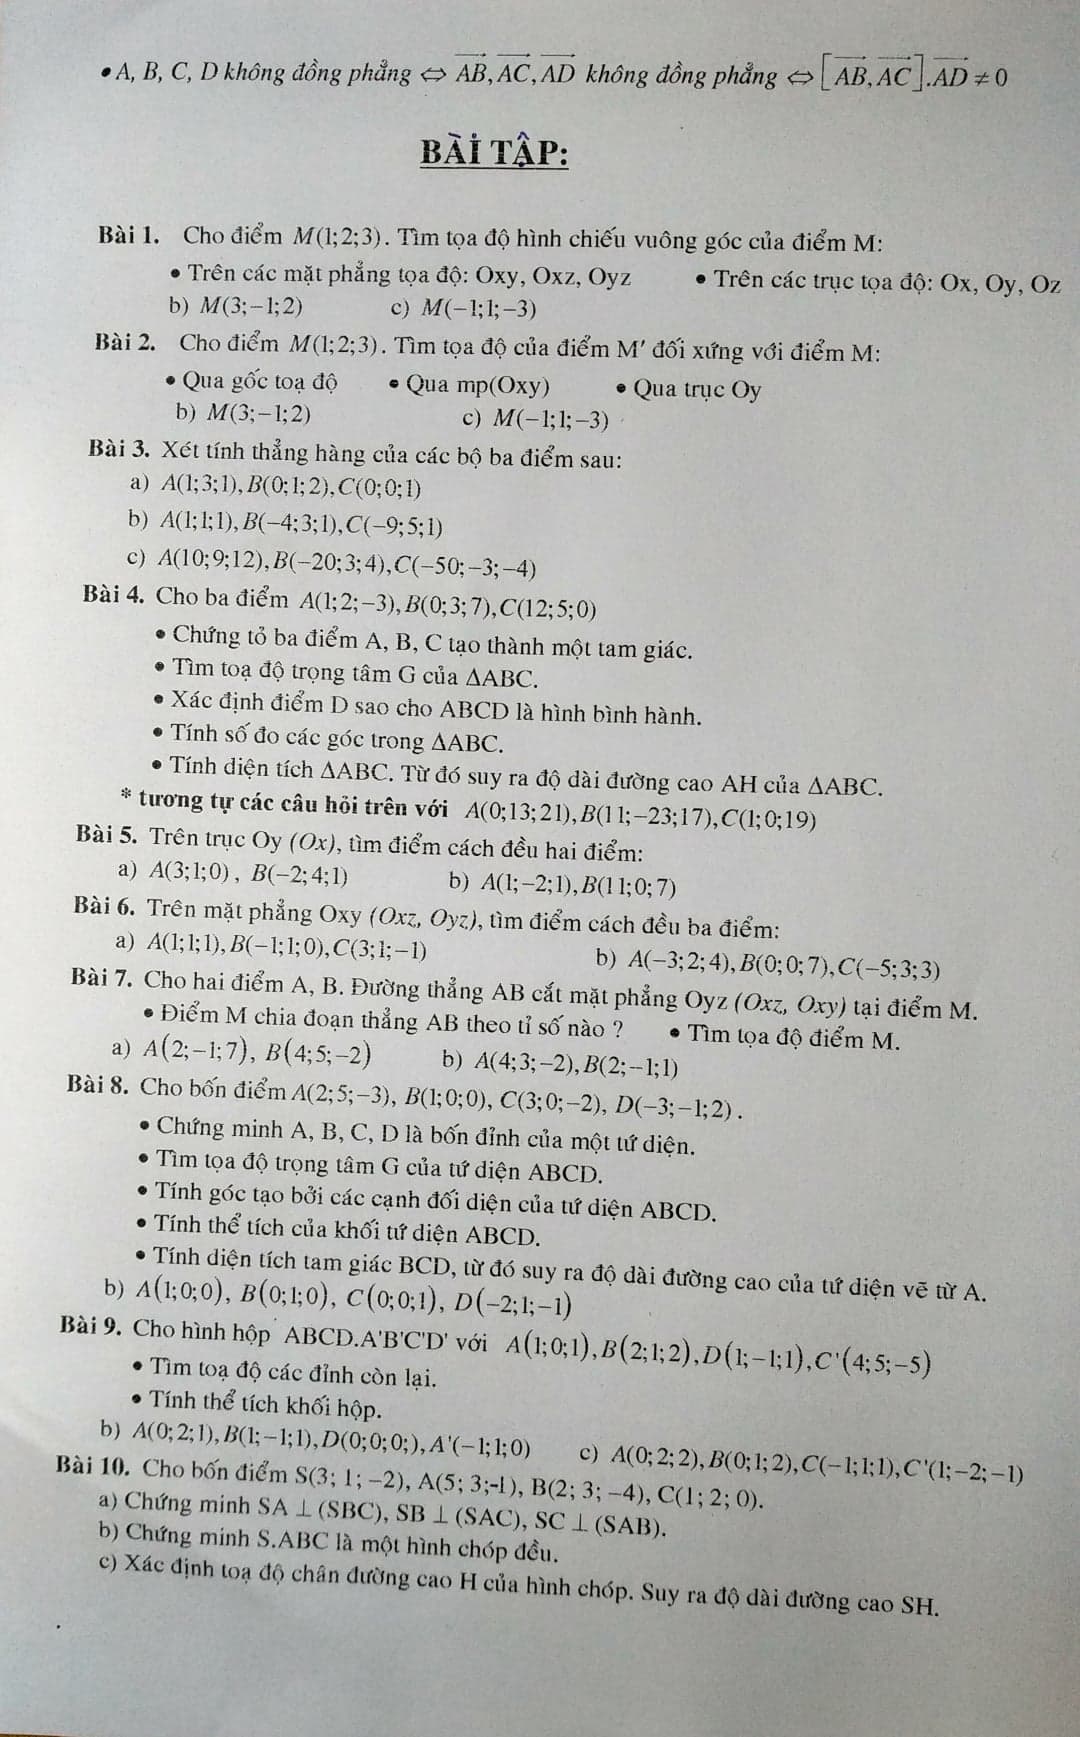 • A, B, C, D không đồng phẳng ⇔ AB, AC, AD không đồng phẳng ⇔ [AB, AC].AD ≠ 0
BÀI TẬP:
Bài 1. Cho điểm M(1;2;3). Tìm tọa độ hình chiếu vuông góc của điểm M:
• Trên các mặt phẳng tọa độ: Oxy, Oxz, Oyz • Trên các trục tọa độ: Ox, Oy, Oz
b) M(3;−1;2) c) M(−1;1;−3)
Bài 2. Cho điểm M(1;2;3). Tìm tọa độ của điểm M′ đối xứng với điểm M:
• Qua gốc toạ độ • Qua mp(Oxy) • Qua trục Oy
b) M(3;−1;2) c) M(−1;1;−3)
Bài 3. Xét tính thẳng hàng của các bộ ba điểm sau:
a) A(1;3;1), B(0;1;2), C(0;0;1)
b) A(1;1;1), B(−4;3;1), C(−9;5;1)
c) A(10;9;12), B(−20;3;4), C(−50;−3;−4)
Bài 4. Cho ba điểm A(1;2;−3), B(0;3;7), C(12;5;0)
• Chứng tỏ ba điểm A, B, C tạo thành một tam giác.
• Tìm toạ độ trọng tâm G của ΔABC.
• Xác định điểm D sao cho ABCD là hình bình hành.
• Tính số đo các góc trong ΔABC.
• Tính diện tích ΔABC. Từ đó suy ra độ dài đường cao AH của ΔABC.
* tương tự các câu hỏi trên với A(0;13;21), B(11;−23;17), C(1;0;19)
Bài 5. Trên trục Oy (Ox), tìm điểm cách đều hai điểm:
a) A(3;1;0), B(−2;4;1) b) A(1;−2;1), B(11;0;7)
Bài 6. Trên mặt phẳng Oxy (Oxz, Oyz), tìm điểm cách đều ba điểm:
a) A(1;1;1), B(−1;1;0), C(3;1;−1) b) A(−3;2;4), B(0;0;7), C(−5;3;3)
Bài 7. Cho hai điểm A, B. Đường thẳng AB cắt mặt phẳng Oyz (Oxz, Oxy) tại điểm M.
• Điểm M chia đoạn thẳng AB theo tỉ số nào ? • Tìm tọa độ điểm M.
a) A(2;−1;7), B(4;5;−2) b) A(4;3;−2), B(2;−1;1)
Bài 8. Cho bốn điểm A(2;5;−3), B(1;0;0), C(3;0;−2), D(−3;−1;2).
• Chứng minh A, B, C, D là bốn đỉnh của một tứ diện.
• Tìm tọa độ trọng tâm G của tứ diện ABCD.
• Tính góc tạo bởi các cạnh đối diện của tứ diện ABCD.
• Tính thể tích của khối tứ diện ABCD.
• Tính diện tích tam giác BCD, từ đó suy ra độ dài đường cao của tứ diện vẽ từ A.
b) A(1;0;0), B(0;1;0), C(0;0;1), D(−2;1;−1)
Bài 9. Cho hình hộp ABCD.A'B'C'D' với A(1;0;1), B(2;1;2), D(1;−1;1), C'(4;5;−5)
• Tìm toạ độ các đỉnh còn lại.
• Tính thể tích khối hộp.
b) A(0;2;1), B(1;−1;1), D(0;0;0;), A'(−1;1;0) c) A(0;2;2), B(0;1;2), C(−1;1;1), C'(1;−2;−1)
Bài 10. Cho bốn điểm S(3; 1; −2), A(5; 3;-1), B(2; 3; −4), C(1; 2; 0).
a) Chứng minh SA ⊥ (SBC), SB ⊥ (SAC), SC ⊥ (SAB).
b) Chứng minh S.ABC là một hình chóp đều.
c) Xác định toạ độ chân đường cao H của hình chóp. Suy ra độ dài đường cao SH.